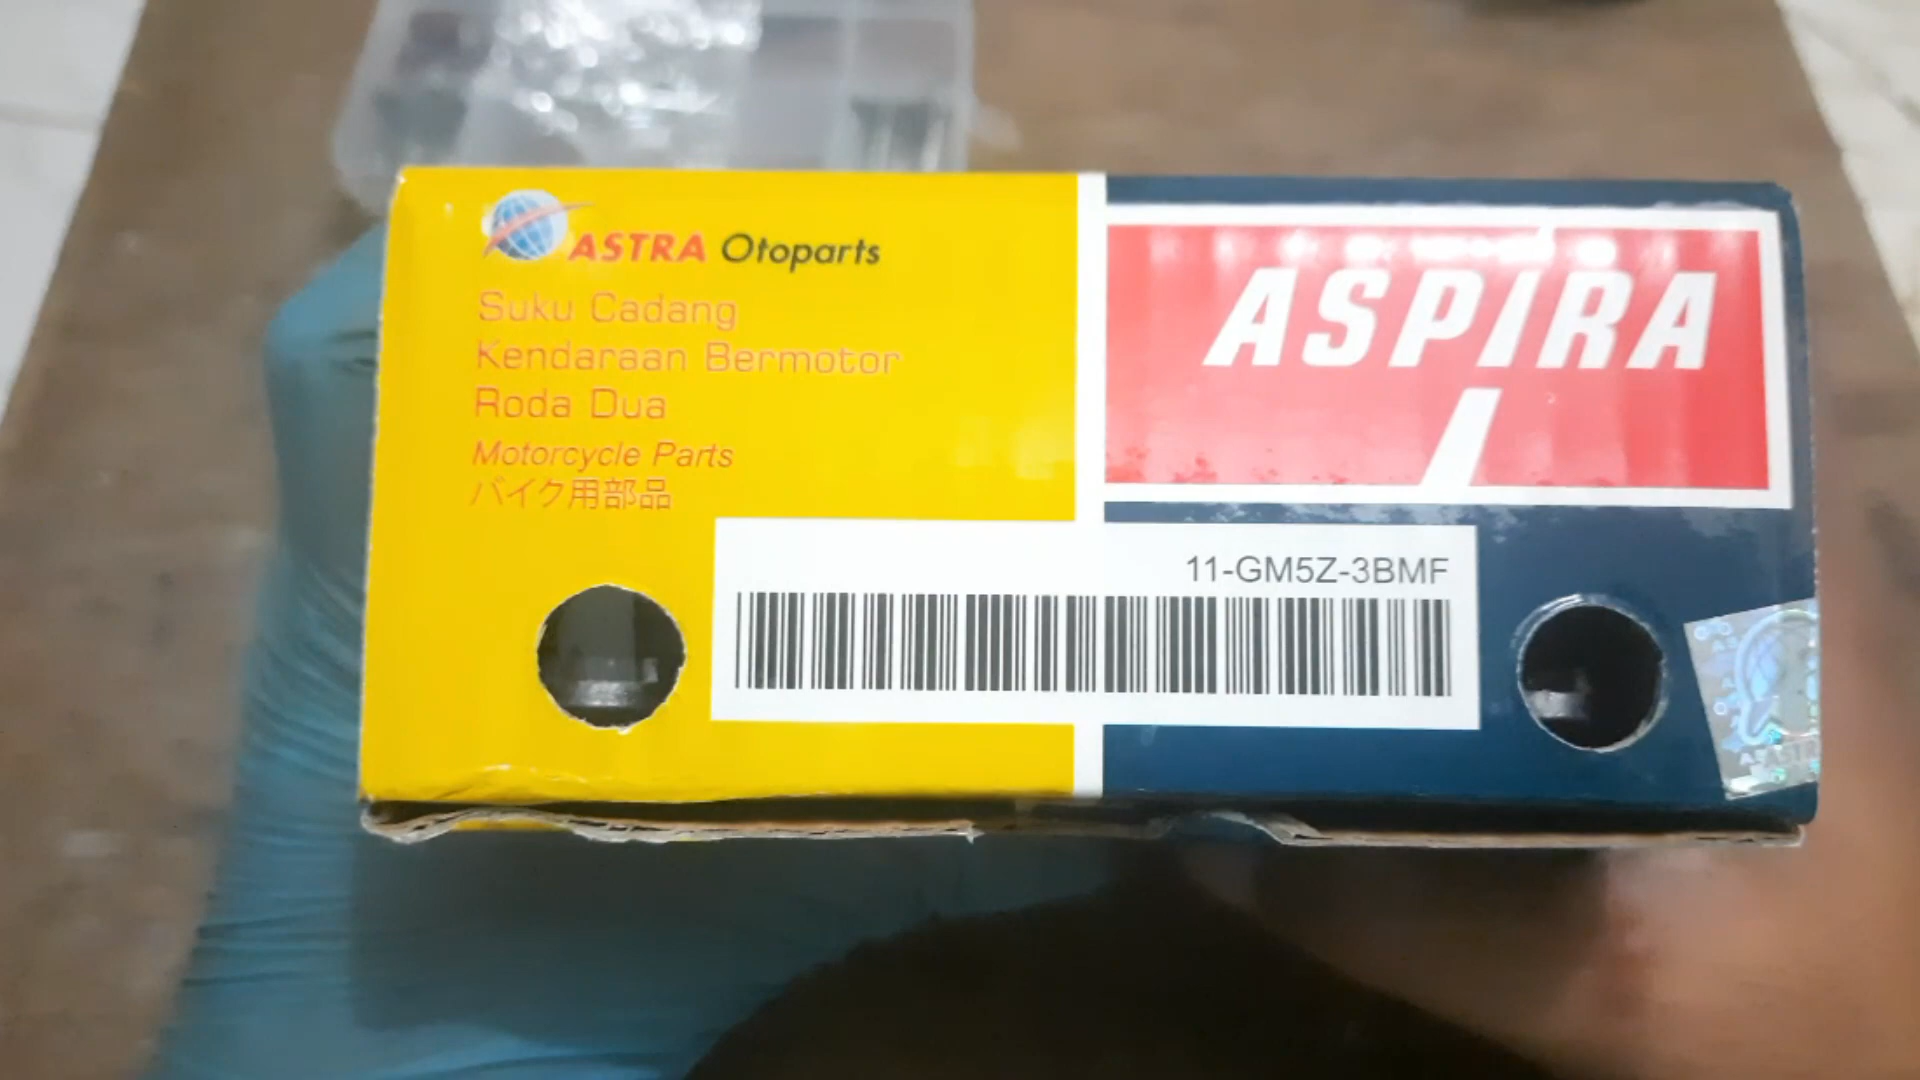 ASTRA Otoparts
Suku Cadang
Kendaraan Bermotor
Roda Dua
Motorcycle Parts
バイク用部品
ASPIRA
11-GM5Z-3BMF